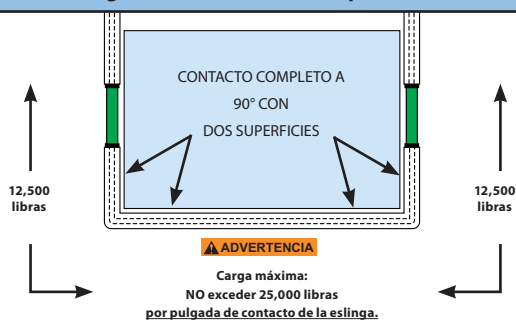 CONTACTO COMPLETO A
90° CON
DOS SUPERFICIES
12,500
libras
12,500
libras
ADVERTENCIA
Carga máxima:
NO exceder 25,000 libras
por pulgada de contacto de la eslinga.